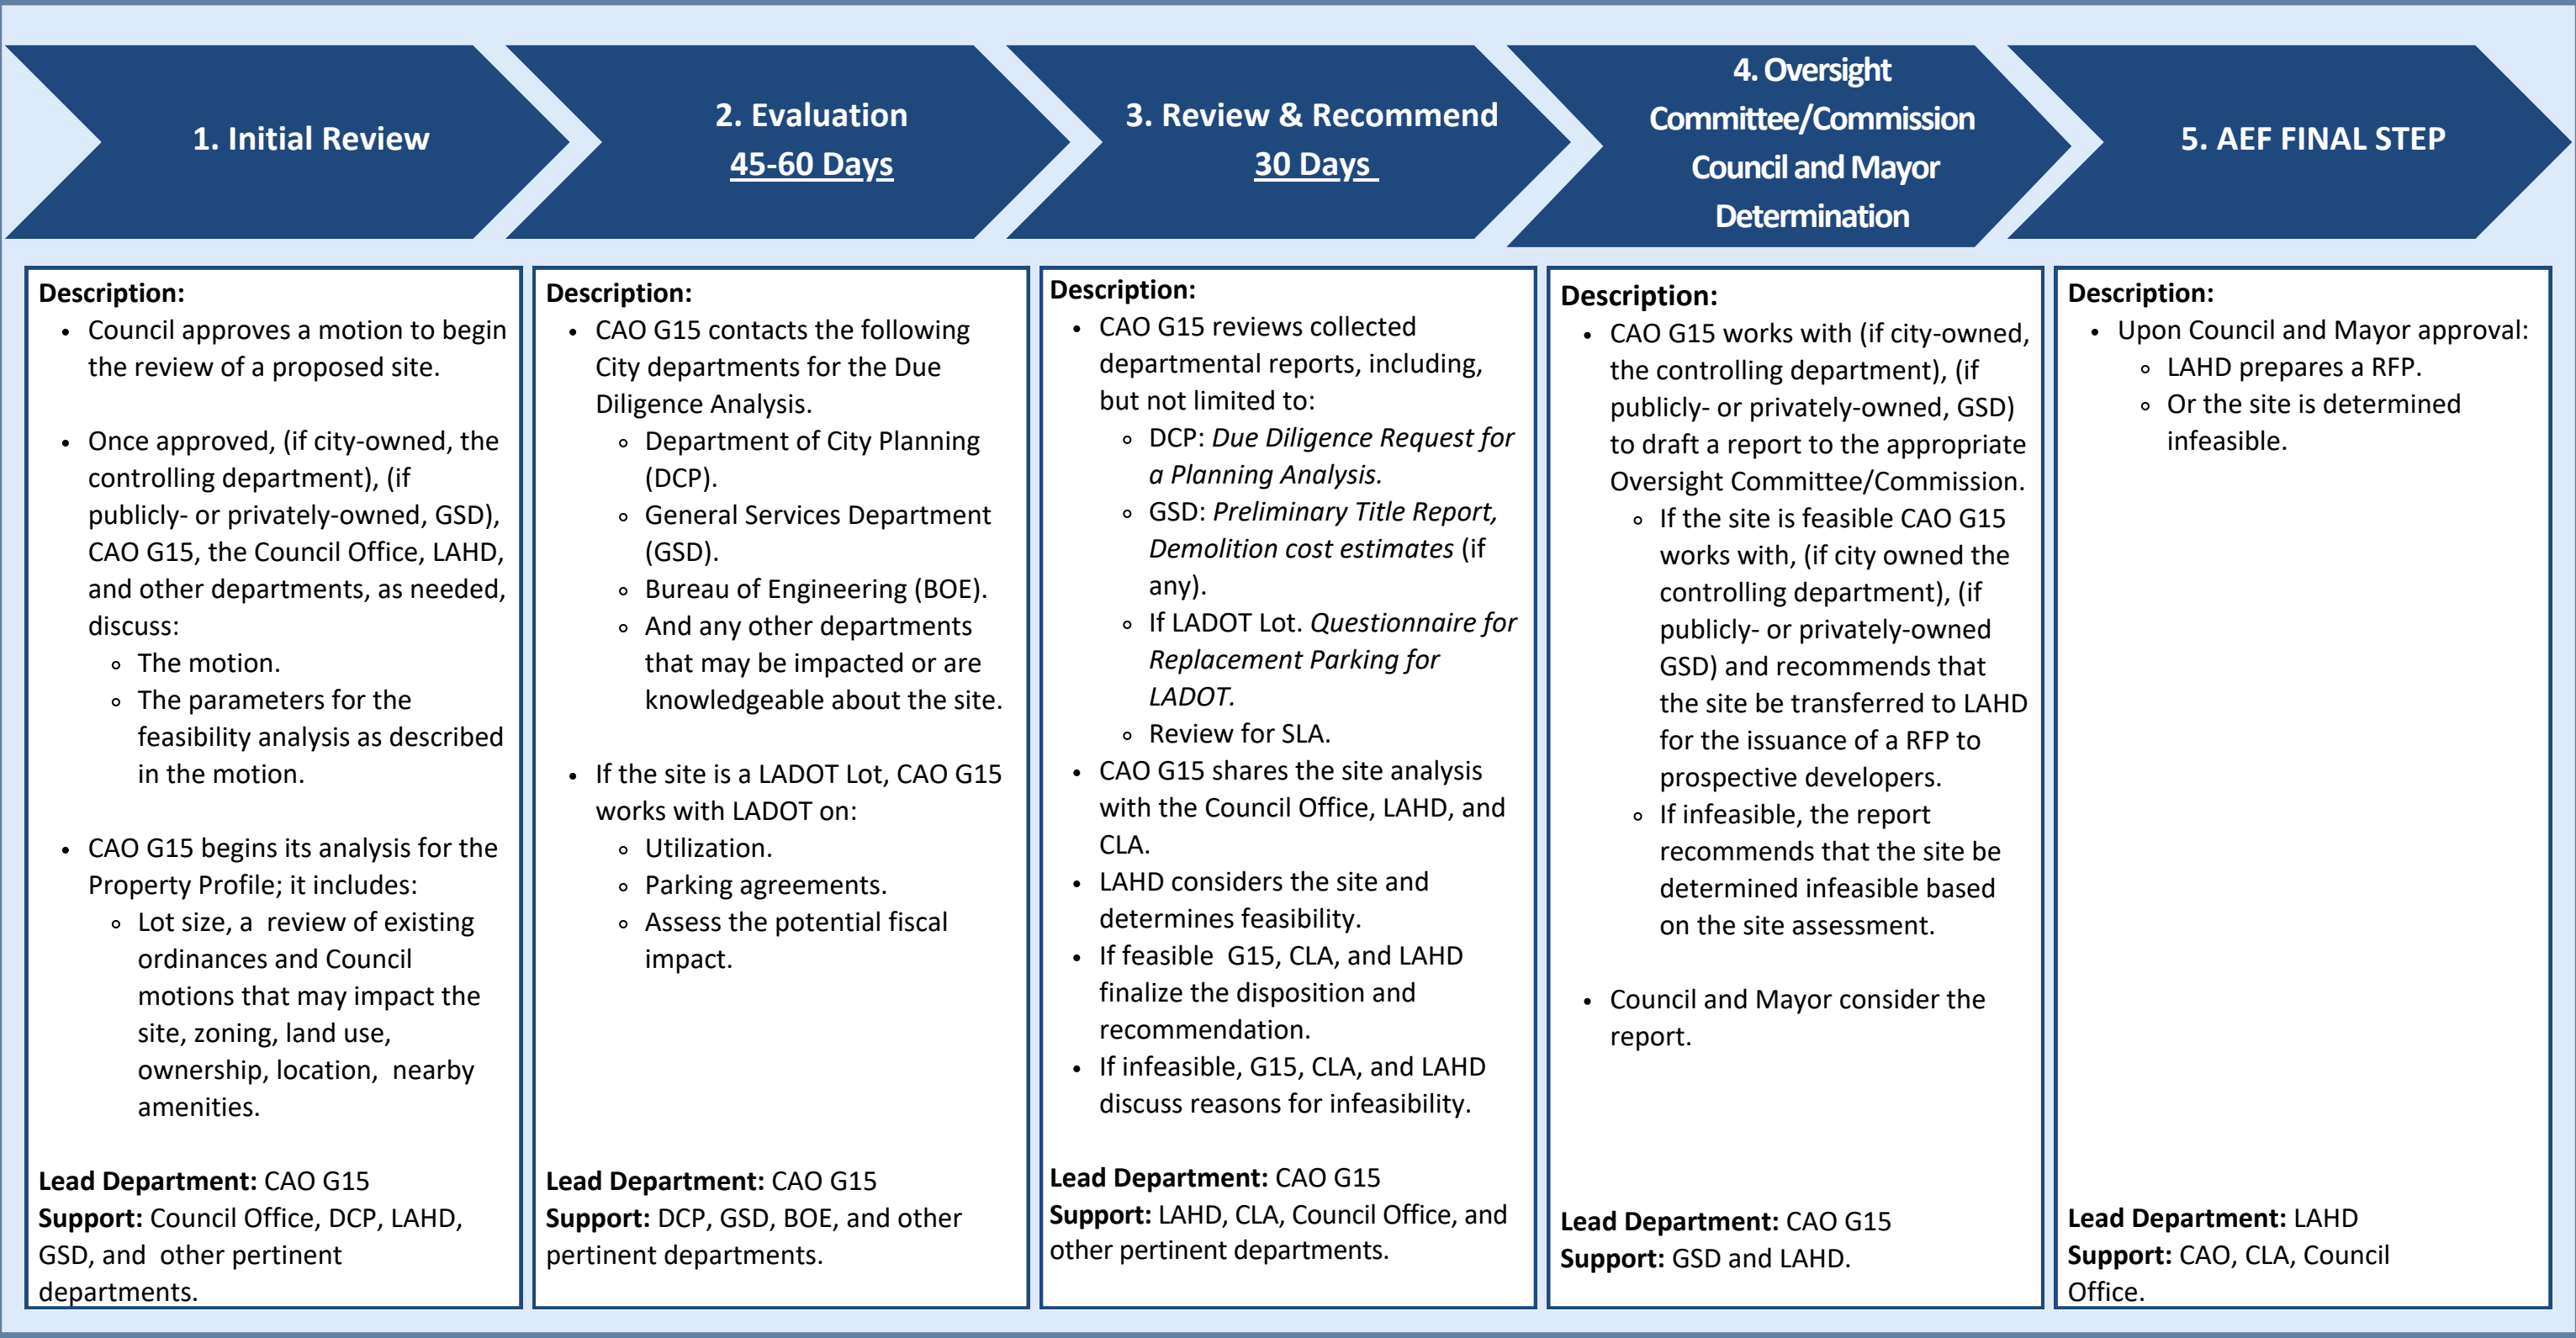 1. Initial Review
2. Evaluation
45-60 Days
3. Review & Recommend
30 Days
4. Oversight
Committee/Commission
Council and Mayor
Determination
5. AEF FINAL STEP
Description:
• Council approves a motion to begin
the review of a proposed site.
• Once approved, (if city-owned, the
controlling department), (if
publicly- or privately-owned, GSD),
CAO G15, the Council Office, LAHD,
and other departments, as needed,
discuss:
◦ The motion.
◦ The parameters for the
feasibility analysis as described
in the motion.
• CAO G15 begins its analysis for the
Property Profile; it includes:
◦ Lot size, a review of existing
ordinances and Council
motions that may impact the
site, zoning, land use,
ownership, location, nearby
amenities.
Lead Department: CAO G15
Support: Council Office, DCP, LAHD,
GSD, and other pertinent
departments.
Description:
• CAO G15 contacts the following
City departments for the Due
Diligence Analysis.
◦ Department of City Planning
(DCP).
◦ General Services Department
(GSD).
◦ Bureau of Engineering (BOE).
◦ And any other departments
that may be impacted or are
knowledgeable about the site.
• If the site is a LADOT Lot, CAO G15
works with LADOT on:
◦ Utilization.
◦ Parking agreements.
◦ Assess the potential fiscal
impact.
Lead Department: CAO G15
Support: DCP, GSD, BOE, and other
pertinent departments.
Description:
• CAO G15 reviews collected
departmental reports, including,
but not limited to:
◦ DCP: Due Diligence Request for
a Planning Analysis.
◦ GSD: Preliminary Title Report,
Demolition cost estimates (if
any).
◦ If LADOT Lot. Questionnaire for
Replacement Parking for
LADOT.
◦ Review for SLA.
• CAO G15 shares the site analysis
with the Council Office, LAHD, and
CLA.
• LAHD considers the site and
determines feasibility.
• If feasible G15, CLA, and LAHD
finalize the disposition and
recommendation.
• If infeasible, G15, CLA, and LAHD
discuss reasons for infeasibility.
Lead Department: CAO G15
Support: LAHD, CLA, Council Office, and
other pertinent departments.
Description:
• CAO G15 works with (if city-owned,
the controlling department), (if
publicly- or privately-owned, GSD)
to draft a report to the appropriate
Oversight Committee/Commission.
◦ If the site is feasible CAO G15
works with, (if city owned the
controlling department), (if
publicly- or privately-owned
GSD) and recommends that
the site be transferred to LAHD
for the issuance of a RFP to
prospective developers.
◦ If infeasible, the report
recommends that the site be
determined infeasible based
on the site assessment.
• Council and Mayor consider the
report.
Lead Department: CAO G15
Support: GSD and LAHD.
Description:
• Upon Council and Mayor approval:
◦ LAHD prepares a RFP.
◦ Or the site is determined
infeasible.
Lead Department: LAHD
Support: CAO, CLA, Council
Office.